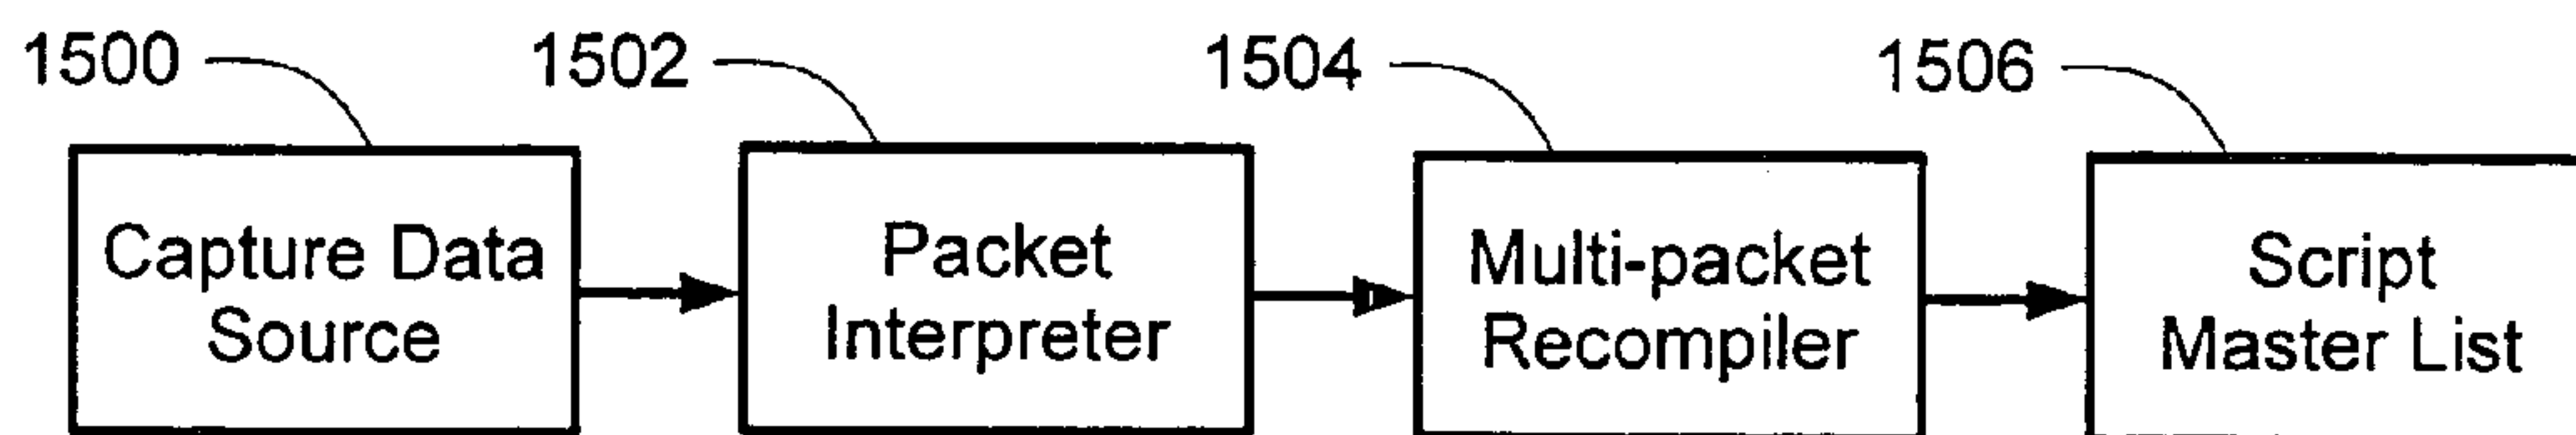 1500
1502
1504
1506
Capture Data
Source
Packet
Interpreter
Multi-packet
Recompiler
Script
Master List